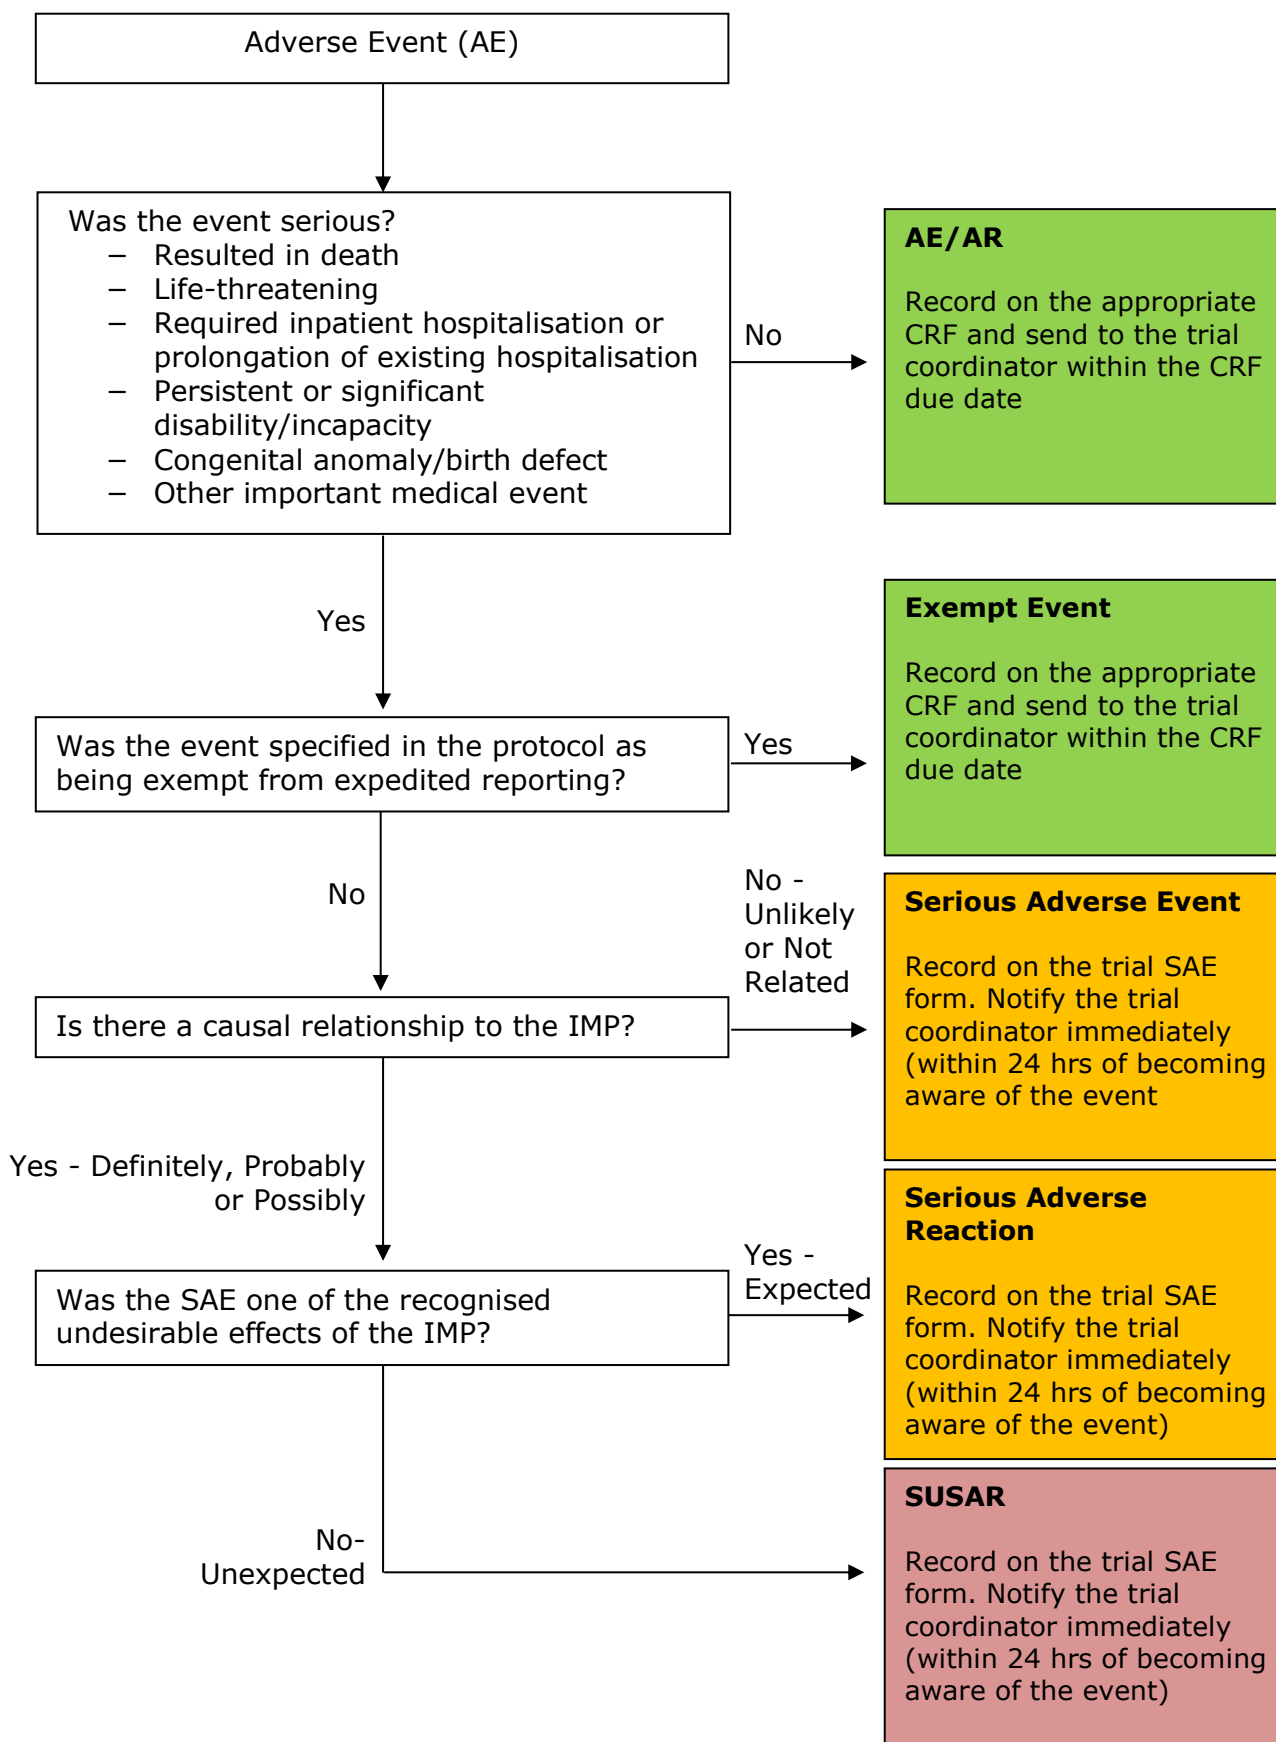 Adverse Event (AE)
Was the event serious?
– Resulted in death
– Life-threatening
– Required inpatient hospitalisation or
prolongation of existing hospitalisation
– Persistent or significant
disability/incapacity
– Congenital anomaly/birth defect
– Other important medical event
No
AE/AR
Record on the appropriate
CRF and send to the trial
coordinator within the CRF
due date
Yes
Was the event specified in the protocol as
being exempt from expedited reporting?
Yes
Exempt Event
Record on the appropriate
CRF and send to the trial
coordinator within the CRF
due date
No
Is there a causal relationship to the IMP?
No -
Unlikely
or Not
Related
Serious Adverse Event
Record on the trial SAE
form. Notify the trial
coordinator immediately
(within 24 hrs of becoming
aware of the event
Yes - Definitely, Probably
or Possibly
Was the SAE one of the recognised
undesirable effects of the IMP?
Yes -
Expected
Serious Adverse
Reaction
Record on the trial SAE
form. Notify the trial
coordinator immediately
(within 24 hrs of becoming
aware of the event)
No-
Unexpected
SUSAR
Record on the trial SAE
form. Notify the trial
coordinator immediately
(within 24 hrs of becoming
aware of the event)